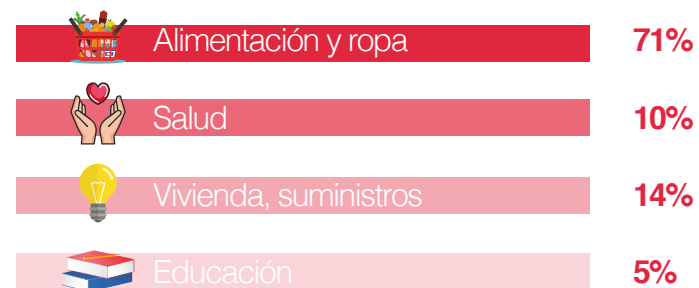 Alimentación y ropa 71%
Salud 10%
Vivienda, suministros 14%
Educación 5%